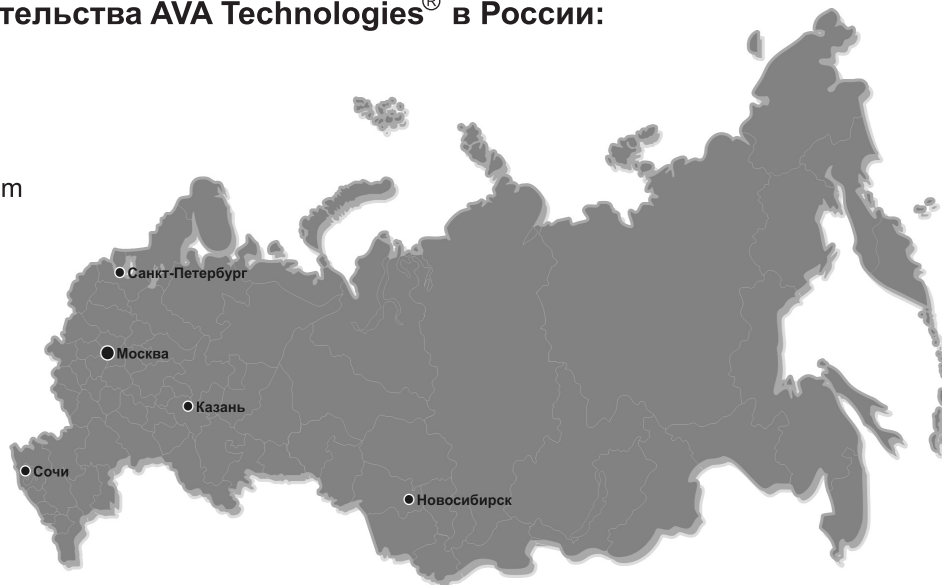 тельства AVA Technologies® в России:
m
Санкт-Петербург
Москва
Казань
Сочи
Новосибирск